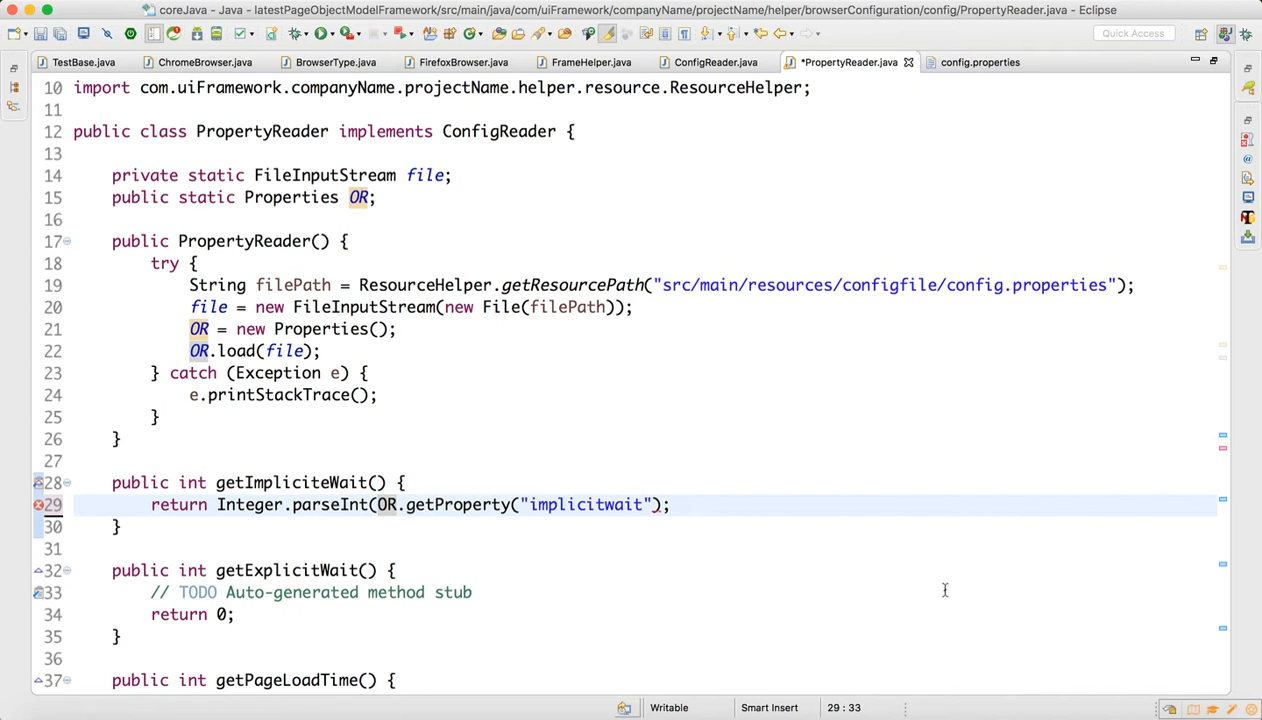 coreJava - Java - latestPageObjectModelFramework/src/main/java/com/uiFramework/companyName/projectName/helper/browserConfiguration/config/PropertyReader.java - Eclipse
Quick Access
TestBase.java
ChromeBrowser.java
BrowserType.java
FirefoxBrowser.java
FrameHelper.java
ConfigReader.java
*PropertyReader.java
config.properties
10 import com.uiFramework.companyName.projectName.helper.resource.ResourceHelper;
11
12 public class PropertyReader implements ConfigReader {
13
14 private static FileInputStream file;
15 public static Properties OR;
16
17 public PropertyReader() {
18 try {
19 String filePath = ResourceHelper.getResourcePath("src/main/resources/configfile/config.properties");
20 file = new FileInputStream(new File(filePath));
21 OR = new Properties();
22 OR.load(file);
23 } catch (Exception e) {
24 e.printStackTrace();
25 }
26 }
27
28 public int getImpliciteWait() {
29 return Integer.parseInt(OR.getProperty("implicitwait");
30 }
31
32 public int getExplicitWait() {
33 // TODO Auto-generated method stub
34 return 0;
35 }
36
37 public int getPageLoadTime() {
Writable
Smart Insert
29 : 33